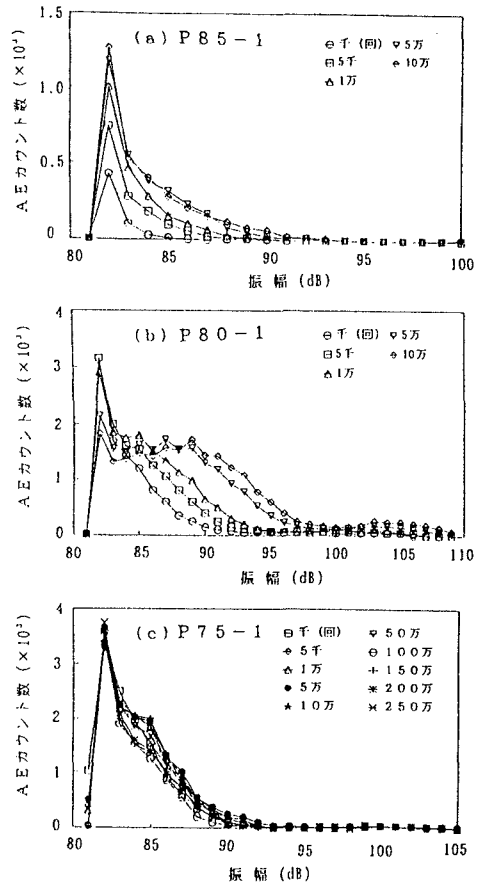 (a) P85-1
AEカウント数 (×10³)
1.5
1.0
0.5
0
千 (回)
5千
1万
5万
10万
80 85 90 95 100
振幅 (dB)
(b) P80-1
AEカウント数 (×10³)
4
3
2
1
0
千 (回)
5千
1万
5万
10万
80 85 90 95 100 105 110
振幅 (dB)
(c) P75-1
AEカウント数 (×10³)
4
3
2
1
0
千 (回)
5千
1万
5万
10万
50万
100万
150万
200万
250万
80 85 90 95 100 105
振幅 (dB)